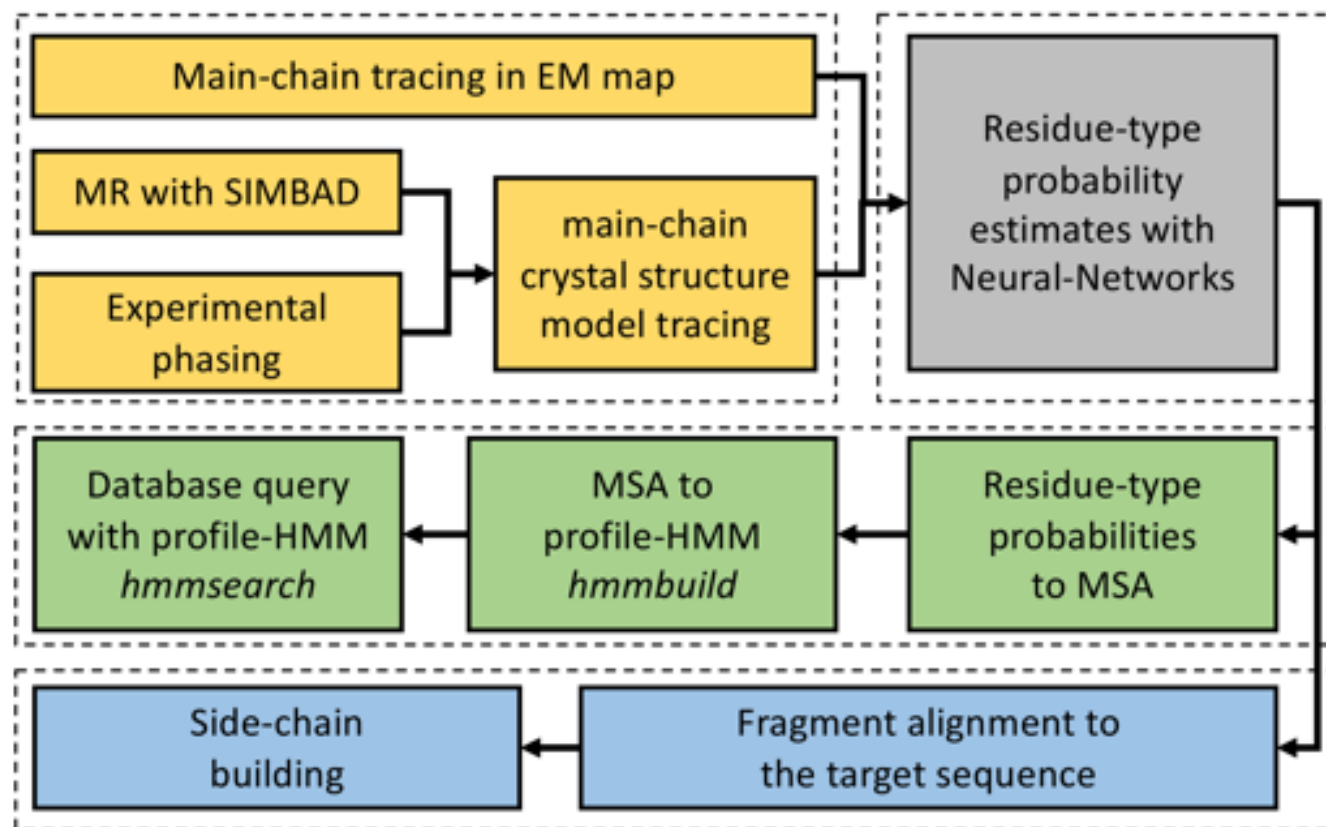 Main-chain tracing in EM map
MR with SIMBAD
Experimental
phasing
main-chain
crystal structure
model tracing
Residue-type
probability
estimates with
Neural-Networks
Database query
with profile-HMM
hmmsearch
MSA to
profile-HMM
hmmbuild
Residue-type
probabilities
to MSA
Side-chain
building
Fragment alignment to
the target sequence